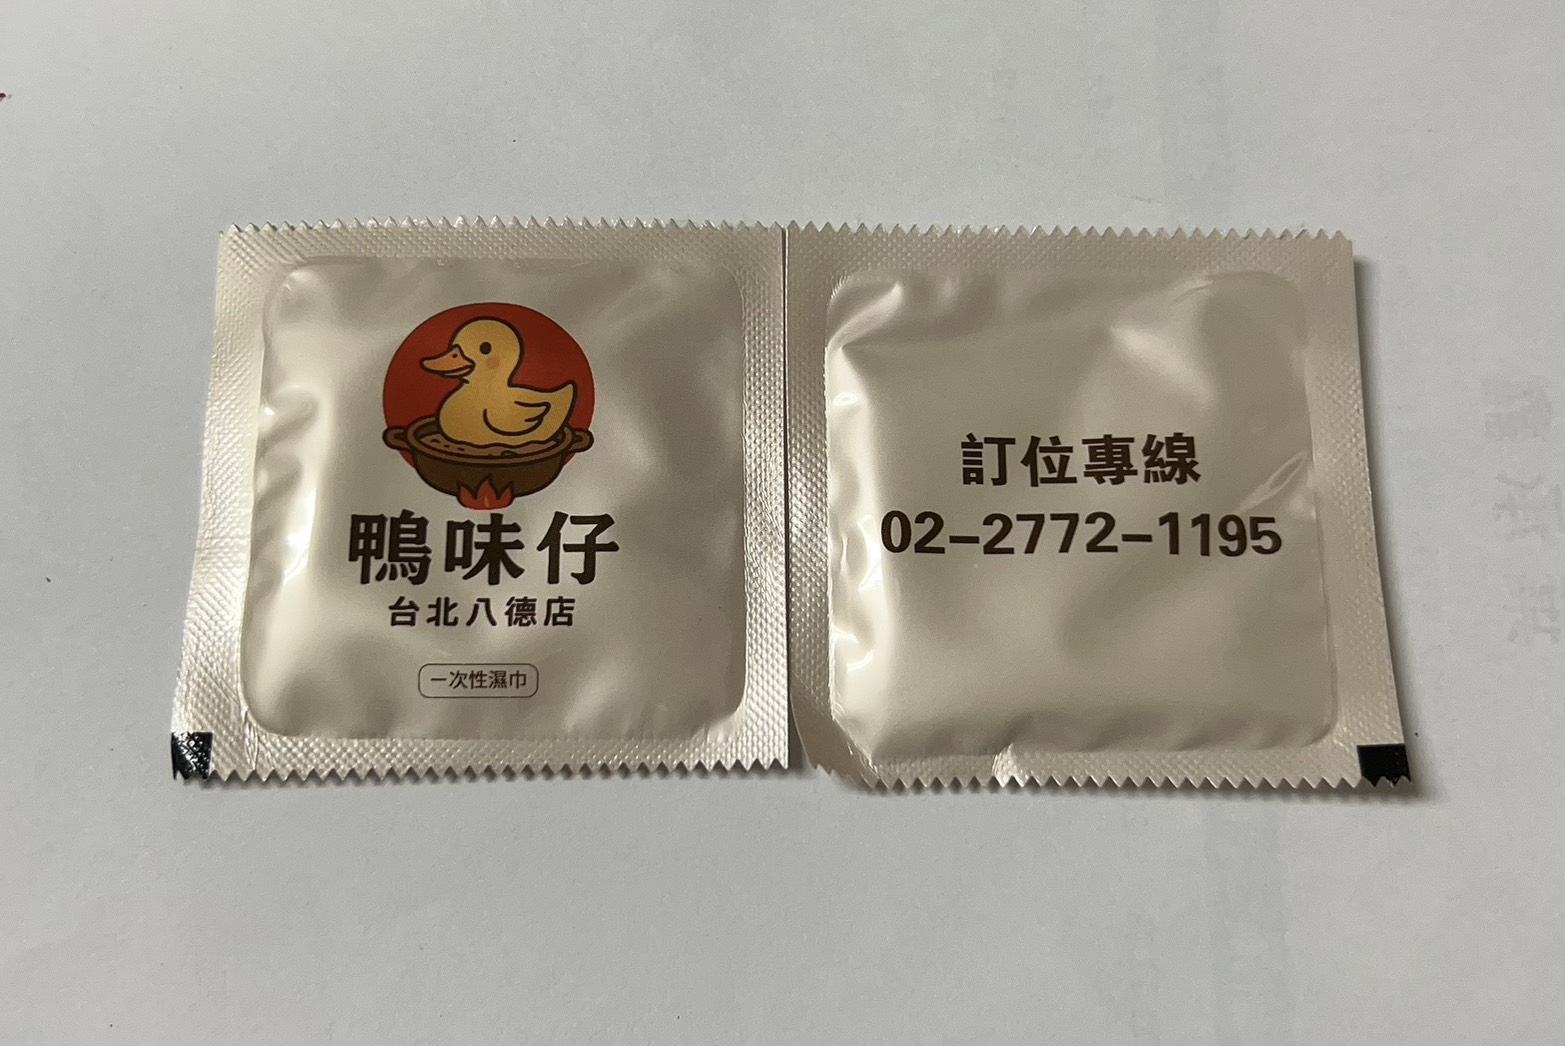 鴨味仔
台北八德店
一次性濕巾
訂位專線
02-2772-1195